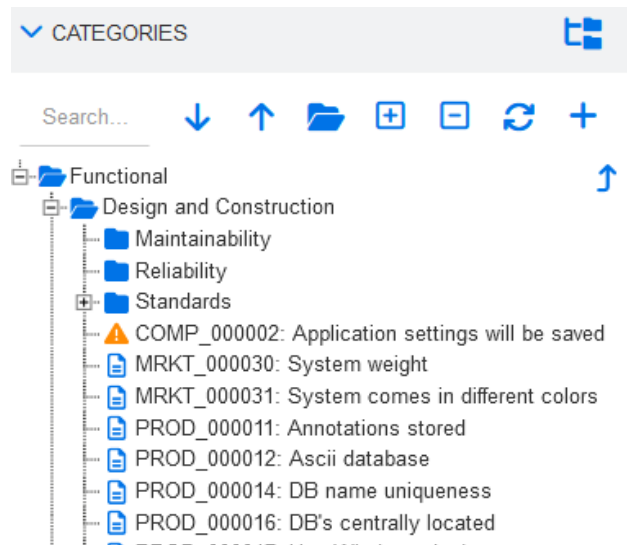 CATEGORIES
Search...
Functional
Design and Construction
Maintainability
Reliability
Standards
COMP_000002: Application settings will be saved
MRKT_000030: System weight
MRKT_000031: System comes in different colors
PROD_000011: Annotations stored
PROD_000012: Ascii database
PROD_000014: DB name uniqueness
PROD_000016: DB's centrally located